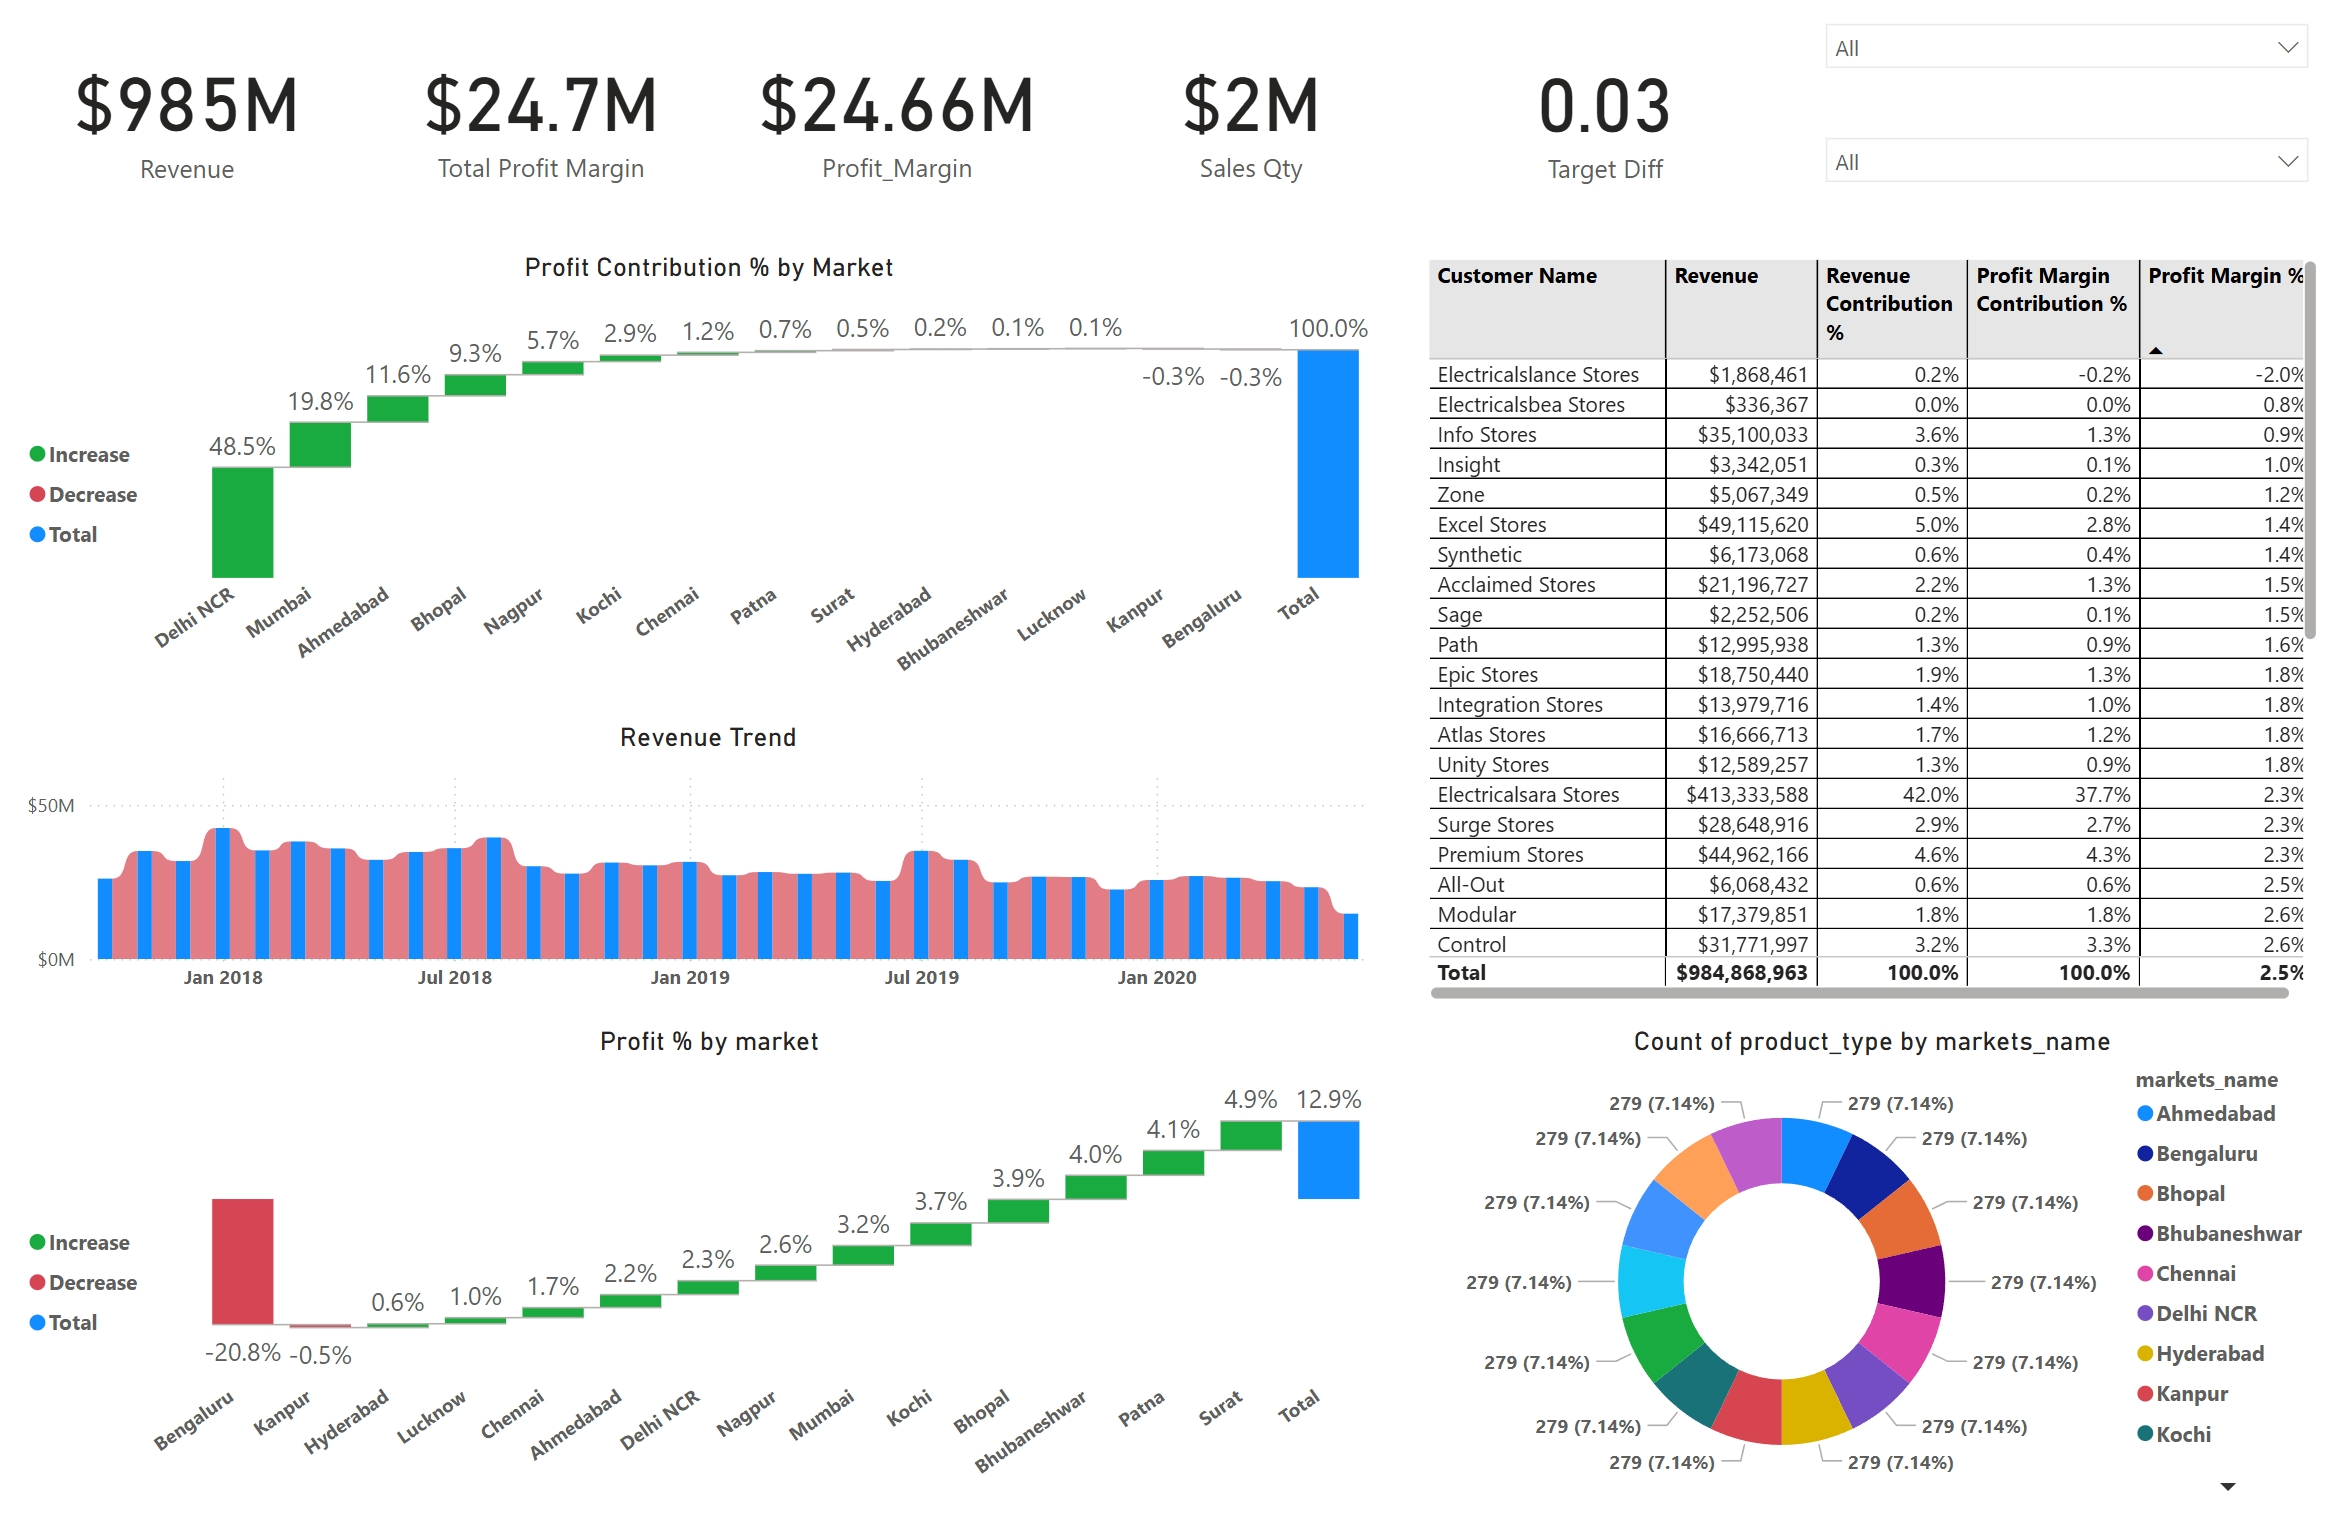 $985M
Revenue
$24.7M
Total Profit Margin
$24.66M
Profit_Margin
$2M
Sales Qty
0.03
Target Diff
All
All
Profit Contribution % by Market
Increase
Decrease
Total
48.5%
19.8%
11.6%
9.3%
5.7%
2.9%
1.2%
0.7%
0.5%
0.2%
0.1%
0.1%
-0.3%
-0.3%
100.0%
Delhi NCR
Mumbai
Ahmedabad
Bhopal
Nagpur
Kochi
Chennai
Patna
Surat
Hyderabad
Bhubaneshwar
Lucknow
Kanpur
Bengaluru
Total
Revenue Trend
$50M
$0M
Jan 2018
Jul 2018
Jan 2019
Jul 2019
Jan 2020
Profit % by market
Increase
Decrease
Total
-20.8%
-0.5%
0.6%
1.0%
1.7%
2.2%
2.3%
2.6%
3.2%
3.7%
3.9%
4.0%
4.1%
4.9%
12.9%
Bengaluru
Kanpur
Hyderabad
Lucknow
Chennai
Ahmedabad
Delhi NCR
Nagpur
Mumbai
Kochi
Bhopal
Bhubaneshwar
Patna
Surat
Total
Customer Name Revenue Revenue Contribution % Profit Margin Contribution % Profit Margin %
Electricalslance Stores $1,868,461 0.2% -0.2% -2.0%
Electricalsbea Stores $336,367 0.0% 0.0% 0.8%
Info Stores $35,100,033 3.6% 1.3% 0.9%
Insight $3,342,051 0.3% 0.1% 1.0%
Zone $5,067,349 0.5% 0.2% 1.2%
Excel Stores $49,115,620 5.0% 2.8% 1.4%
Synthetic $6,173,068 0.6% 0.4% 1.4%
Acclaimed Stores $21,196,727 2.2% 1.3% 1.5%
Sage $2,252,506 0.2% 0.1% 1.5%
Path $12,995,938 1.3% 0.9% 1.6%
Epic Stores $18,750,440 1.9% 1.3% 1.8%
Integration Stores $13,979,716 1.4% 1.0% 1.8%
Atlas Stores $16,666,713 1.7% 1.2% 1.8%
Unity Stores $12,589,257 1.3% 0.9% 1.8%
Electricalsara Stores $413,333,588 42.0% 37.7% 2.3%
Surge Stores $28,648,916 2.9% 2.7% 2.3%
Premium Stores $44,962,166 4.6% 4.3% 2.3%
All-Out $6,068,432 0.6% 0.6% 2.5%
Modular $17,379,851 1.8% 1.8% 2.6%
Control $31,771,997 3.2% 3.3% 2.6%
Total $984,868,963 100.0% 100.0% 2.5%
Count of product_type by markets_name
279 (7.14%)
279 (7.14%)
279 (7.14%)
279 (7.14%)
279 (7.14%)
279 (7.14%)
279 (7.14%)
279 (7.14%)
279 (7.14%)
279 (7.14%)
279 (7.14%)
279 (7.14%)
279 (7.14%)
279 (7.14%)
markets_name
Ahmedabad
Bengaluru
Bhopal
Bhubaneshwar
Chennai
Delhi NCR
Hyderabad
Kanpur
Kochi